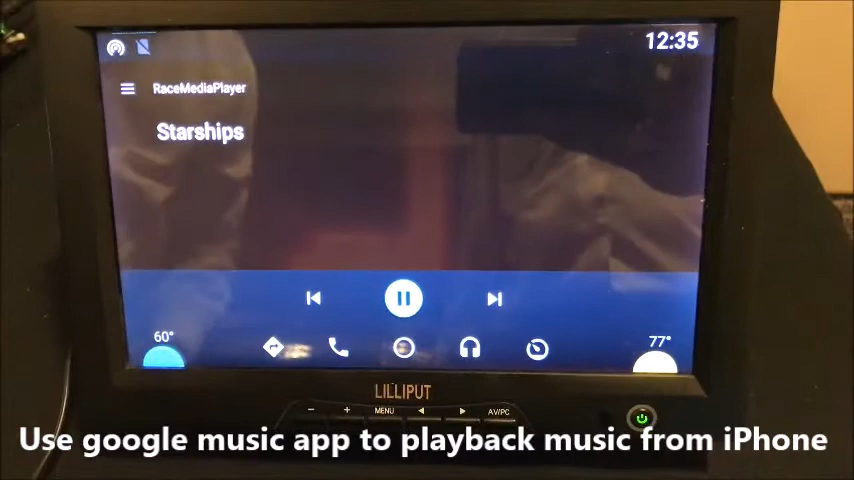 12:35
RaceMediaPlayer
Starships
60°
77°
LILLIPUT
− + MENU ◀ ▶ AV/PC
Use google music app to playback music from iPhone